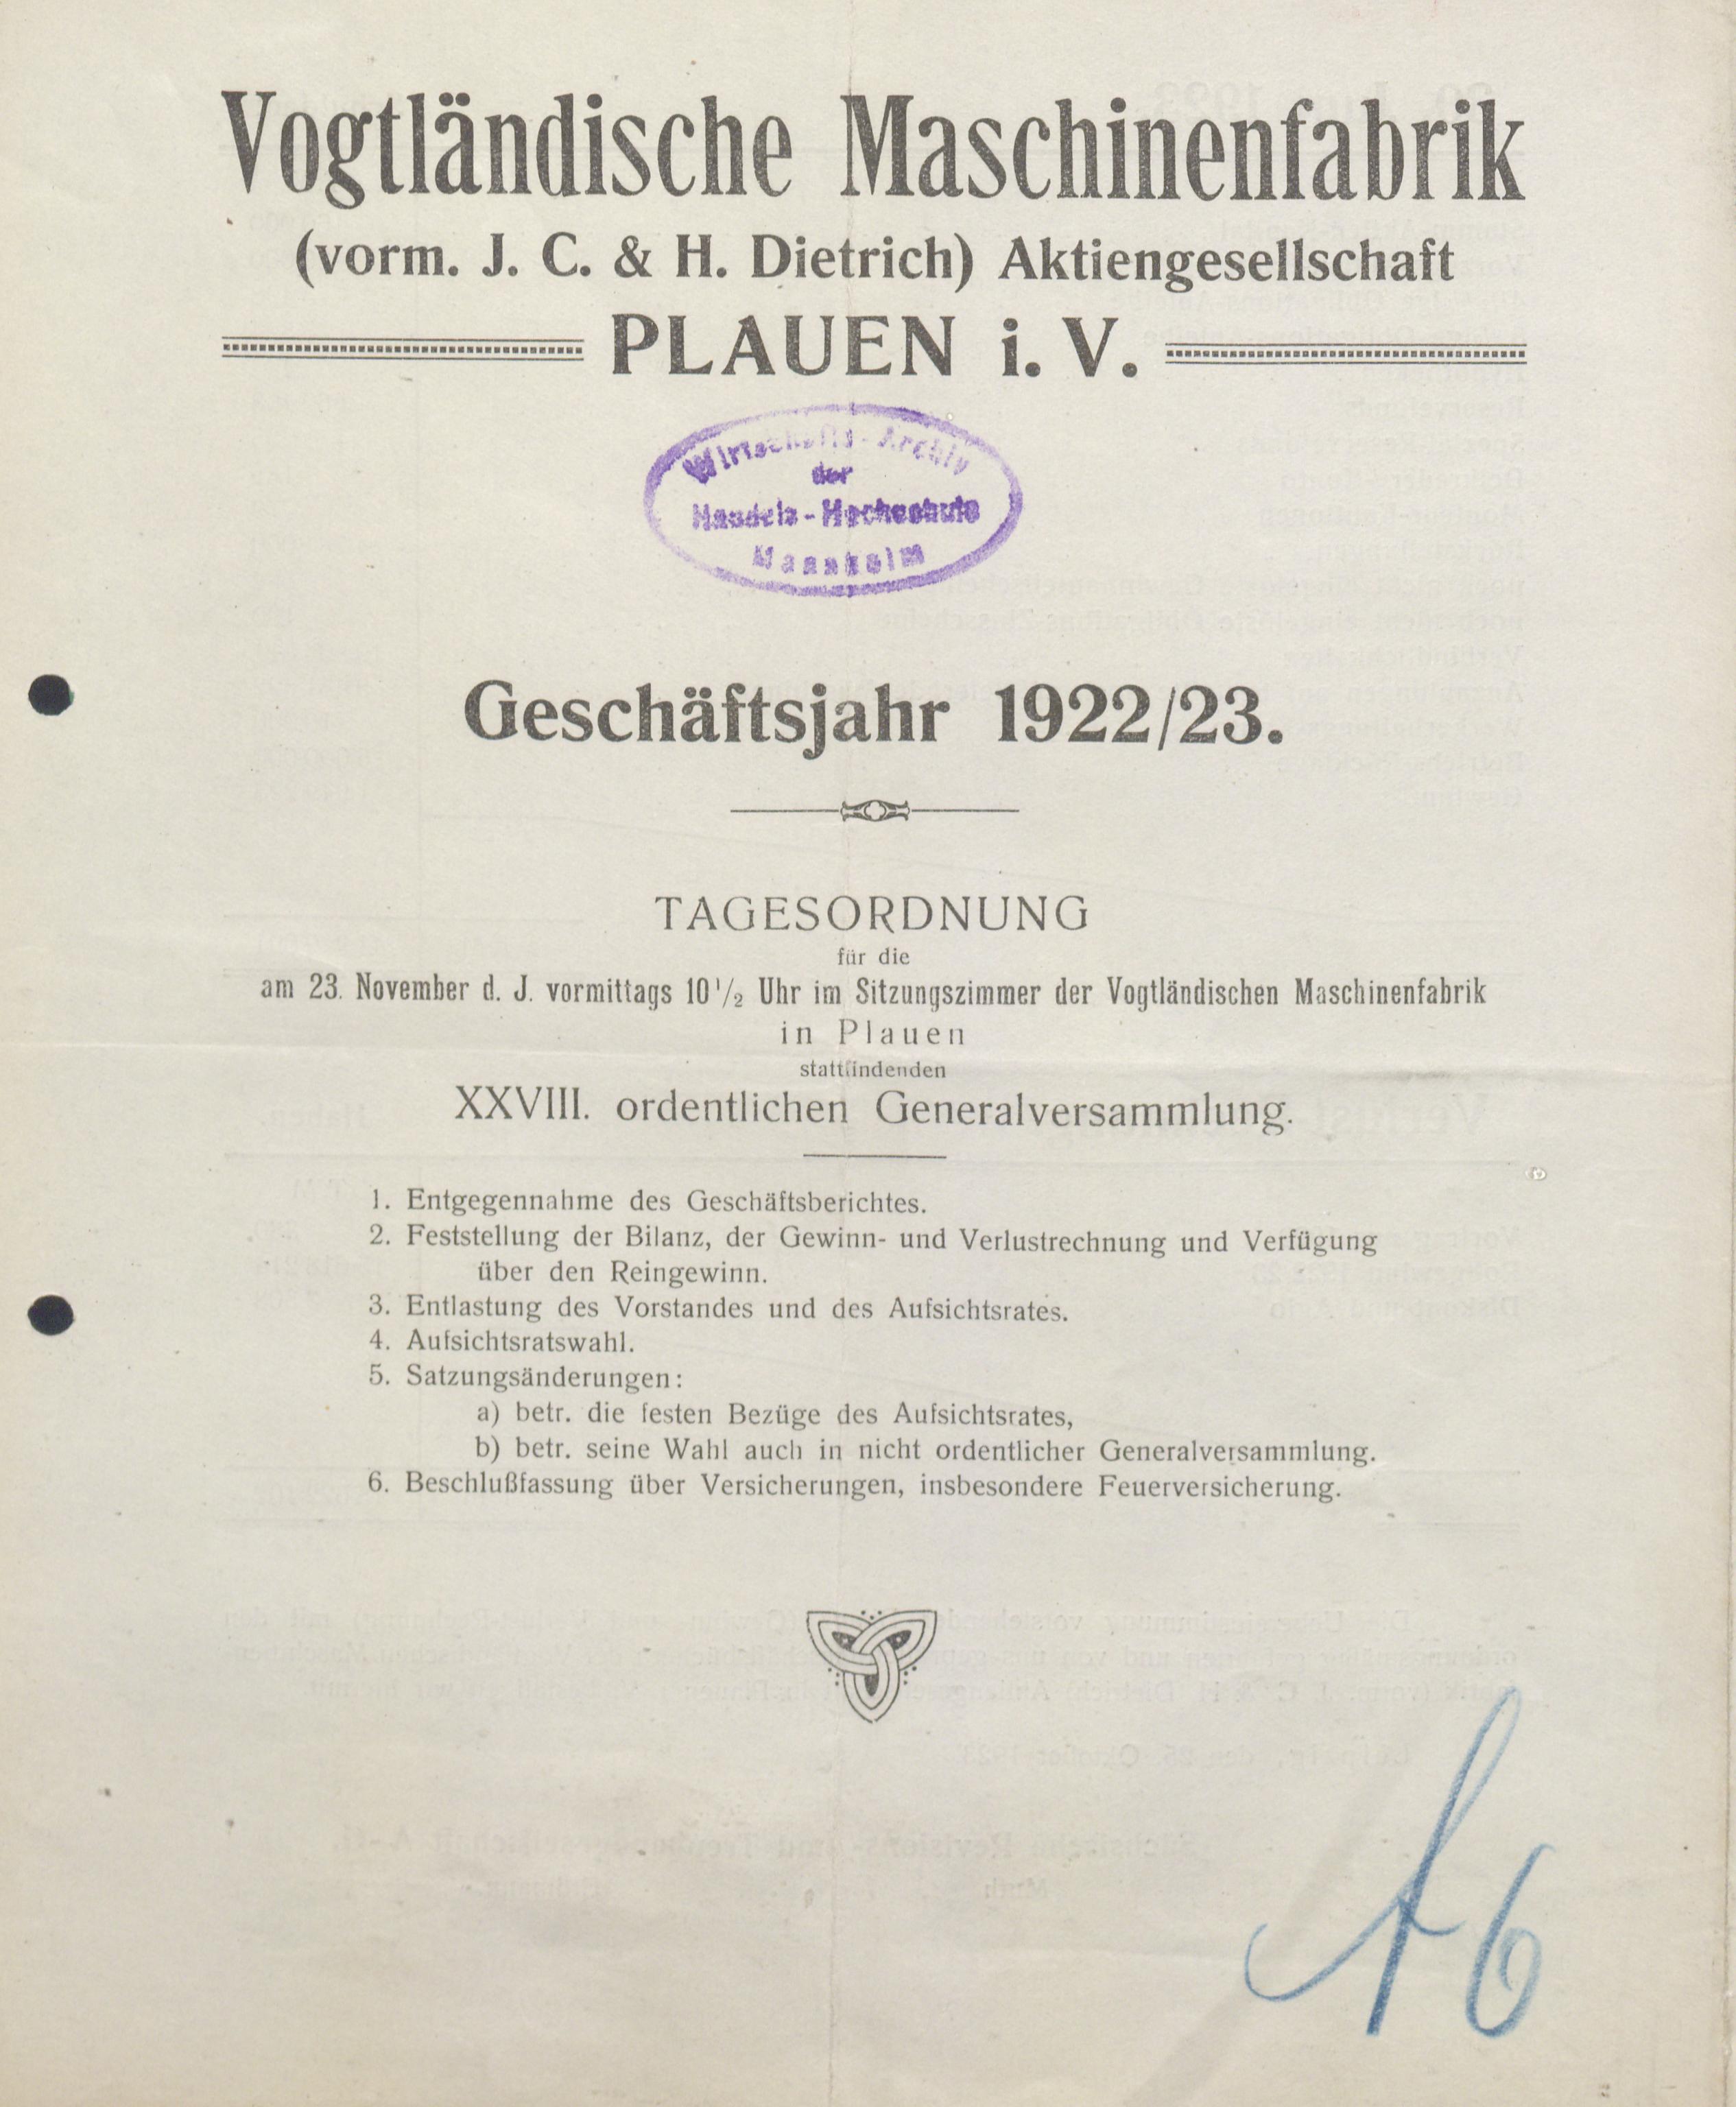 Vogtländische Maschinenfabrik
(vorm. J. C. & H. Dietrich) Aktiengesellschaft
PLAUEN i. V.
Wirtschafts-Archiv
der
Handels-Hochschule
Mannheim
Geschäftsjahr 1922/23.
TAGESORDNUNG
für die
am 23. November d. J. vormittags 10 1/2 Uhr im Sitzungszimmer der Vogtländischen Maschinenfabrik
in Plauen
stattfindenden
XXVIII. ordentlichen Generalversammlung.
1. Entgegennahme des Geschäftsberichtes.
2. Feststellung der Bilanz, der Gewinn- und Verlustrechnung und Verfügung
über den Reingewinn.
3. Entlastung des Vorstandes und des Aufsichtsrates.
4. Aufsichtsratswahl.
5. Satzungsänderungen:
a) betr. die festen Bezüge des Aufsichtsrates,
b) betr. seine Wahl auch in nicht ordentlicher Generalversammlung.
6. Beschlußfassung über Versicherungen, insbesondere Feuerversicherung.
A6